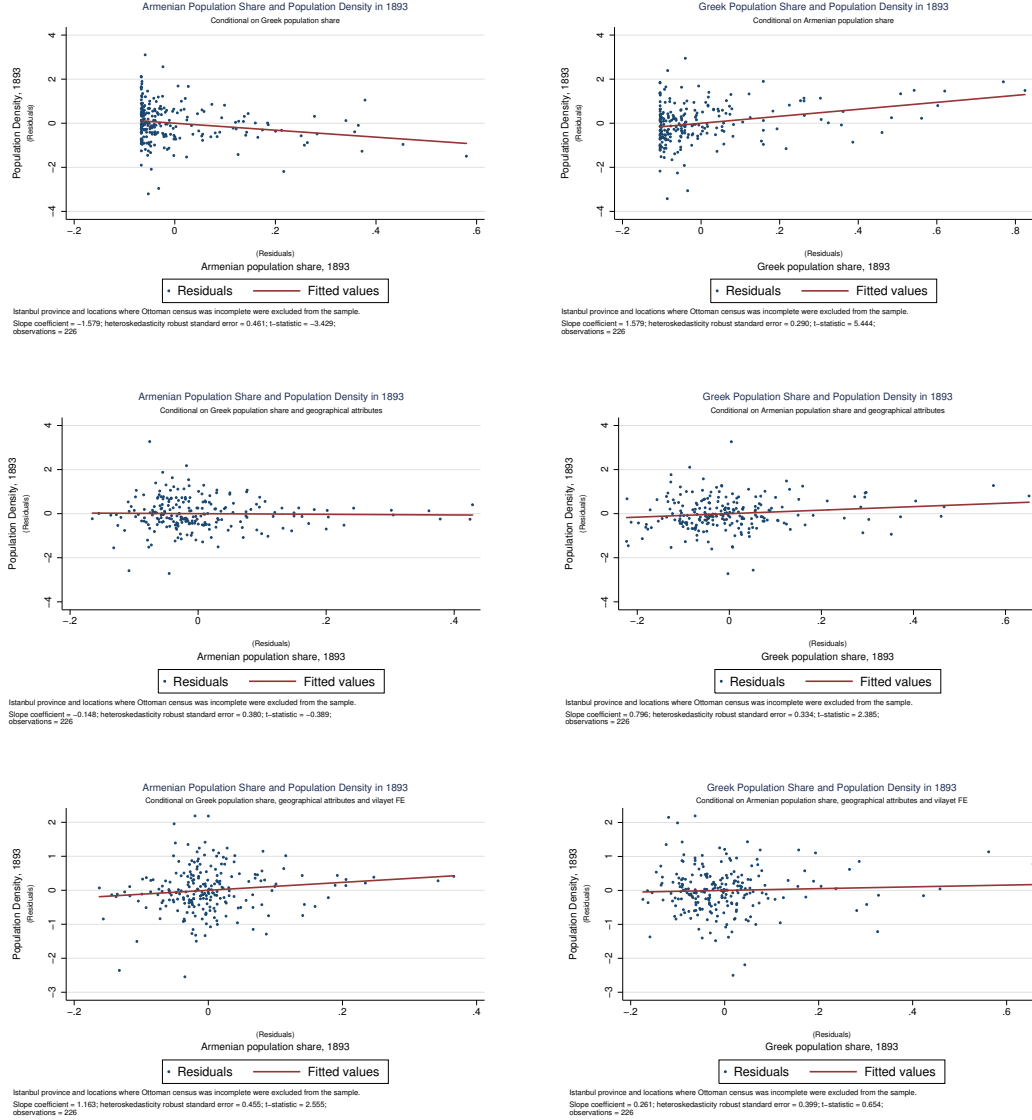 Armenian Population Share and Population Density in 1893
Conditional on Greek population share
4
2
0
−2
−4
Population Density, 1893
(Residuals)
−.2
0
.2
.4
.6
(Residuals)
Armenian population share, 1893
Residuals
Fitted values
Istanbul province and locations where Ottoman census was incomplete were excluded from the sample.
Slope coefficient = −1.579; heteroskedasticity robust standard error = 0.461; t−statistic = −3.429;
observations = 226
Greek Population Share and Population Density in 1893
Conditional on Armenian population share
4
2
0
−2
−4
Population Density, 1893
(Residuals)
−.2
0
.2
.4
.6
.8
(Residuals)
Greek population share, 1893
Residuals
Fitted values
Istanbul province and locations where Ottoman census was incomplete were excluded from the sample.
Slope coefficient = 1.579; heteroskedasticity robust standard error = 0.290; t−statistic = 5.444;
observations = 226
Armenian Population Share and Population Density in 1893
Conditional on Greek population share and geographical attributes
4
2
0
−2
−4
Population Density, 1893
(Residuals)
−.2
0
.2
.4
(Residuals)
Armenian population share, 1893
Residuals
Fitted values
Istanbul province and locations where Ottoman census was incomplete were excluded from the sample.
Slope coefficient = −0.148; heteroskedasticity robust standard error = 0.380; t−statistic = −0.389;
observations = 226
Greek Population Share and Population Density in 1893
Conditional on Armenian population share and geographical attributes
4
2
0
−2
−4
Population Density, 1893
(Residuals)
−.2
0
.2
.4
.6
(Residuals)
Greek population share, 1893
Residuals
Fitted values
Istanbul province and locations where Ottoman census was incomplete were excluded from the sample.
Slope coefficient = 0.796; heteroskedasticity robust standard error = 0.334; t−statistic = 2.385;
observations = 226
Armenian Population Share and Population Density in 1893
Conditional on Greek population share, geographical attributes and vilayet FE
2
1
0
−1
−2
−3
Population Density, 1893
(Residuals)
−.2
0
.2
.4
(Residuals)
Armenian population share, 1893
Residuals
Fitted values
Istanbul province and locations where Ottoman census was incomplete were excluded from the sample.
Slope coefficient = 1.163; heteroskedasticity robust standard error = 0.455; t−statistic = 2.555;
observations = 226
Greek Population Share and Population Density in 1893
Conditional on Armenian population share, geographical attributes and vilayet FE
2
1
0
−1
−2
−3
Population Density, 1893
(Residuals)
−.2
0
.2
.4
.6
(Residuals)
Greek population share, 1893
Residuals
Fitted values
Istanbul province and locations where Ottoman census was incomplete were excluded from the sample.
Slope coefficient = 0.261; heteroskedasticity robust standard error = 0.399; t−statistic = 0.654;
observations = 226